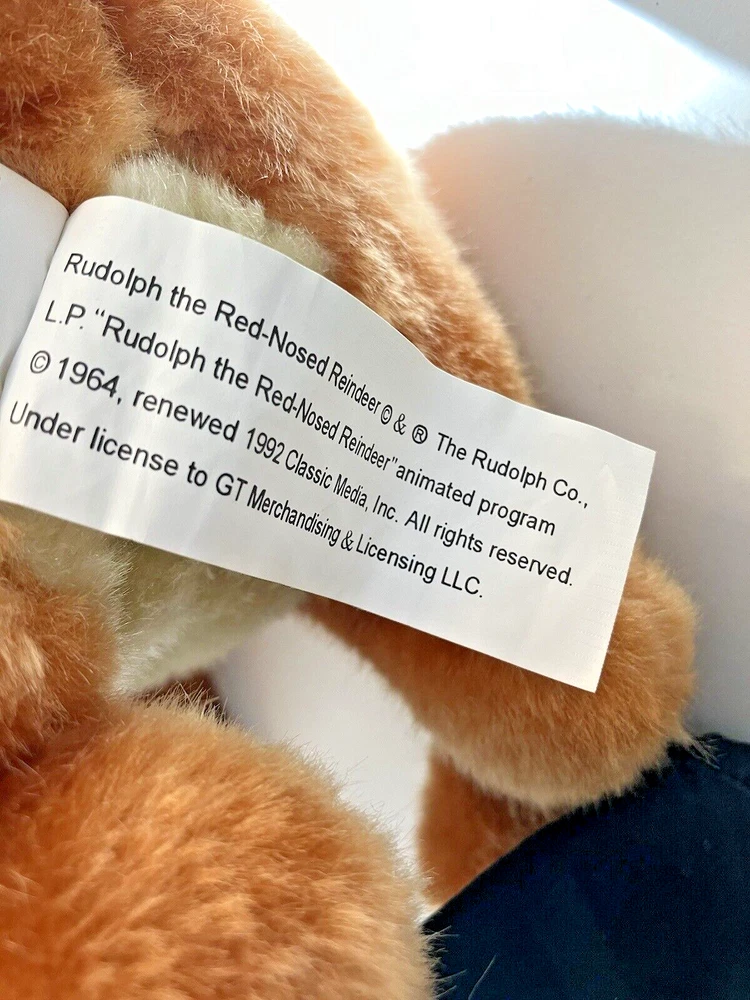 Rudolph the Red-Nosed Reindeer © & ® The Rudolph Co.,
L.P. “Rudolph the Red-Nosed Reindeer” animated program
© 1964, renewed 1992 Classic Media, Inc. All rights reserved.
Under license to GT Merchandising & Licensing LLC.